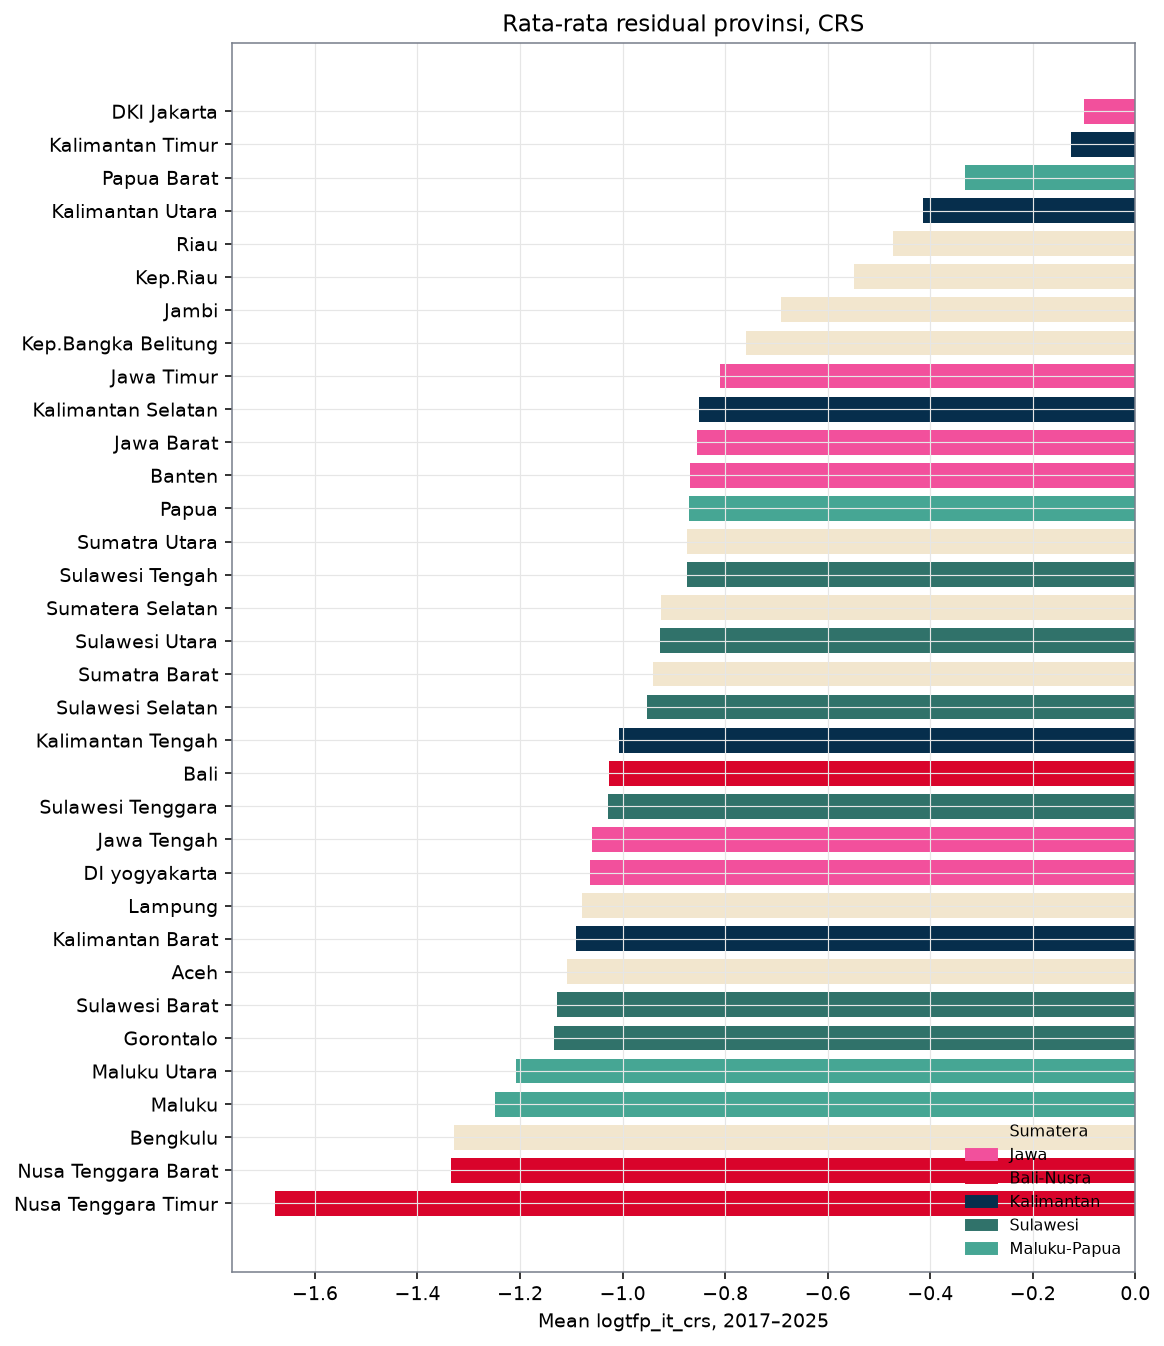 Rata-rata residual provinsi, CRS
DKI Jakarta
Kalimantan Timur
Papua Barat
Kalimantan Utara
Riau
Kep.Riau
Jambi
Kep.Bangka Belitung
Jawa Timur
Kalimantan Selatan
Jawa Barat
Banten
Papua
Sumatra Utara
Sulawesi Tengah
Sumatera Selatan
Sulawesi Utara
Sumatra Barat
Sulawesi Selatan
Kalimantan Tengah
Bali
Sulawesi Tenggara
Jawa Tengah
DI yogyakarta
Lampung
Kalimantan Barat
Aceh
Sulawesi Barat
Gorontalo
Maluku Utara
Maluku
Bengkulu
Nusa Tenggara Barat
Nusa Tenggara Timur
Sumatera
Jawa
Bali-Nusra
Kalimantan
Sulawesi
Maluku-Papua
−1.6 −1.4 −1.2 −1.0 −0.8 −0.6 −0.4 −0.2 0.0
Mean logtfp_it_crs, 2017–2025